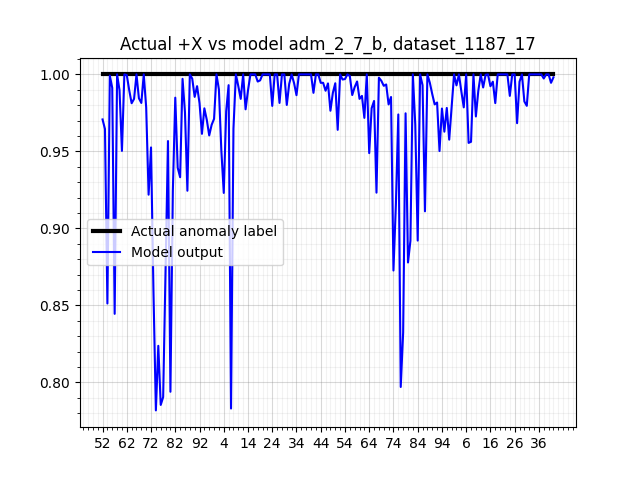 Actual +X vs model adm_2_7_b, dataset_1187_17
1.00
0.95
0.90
0.85
0.80
Actual anomaly label
Model output
52 62 72 82 92 4 14 24 34 44 54 64 74 84 94 6 16 26 36